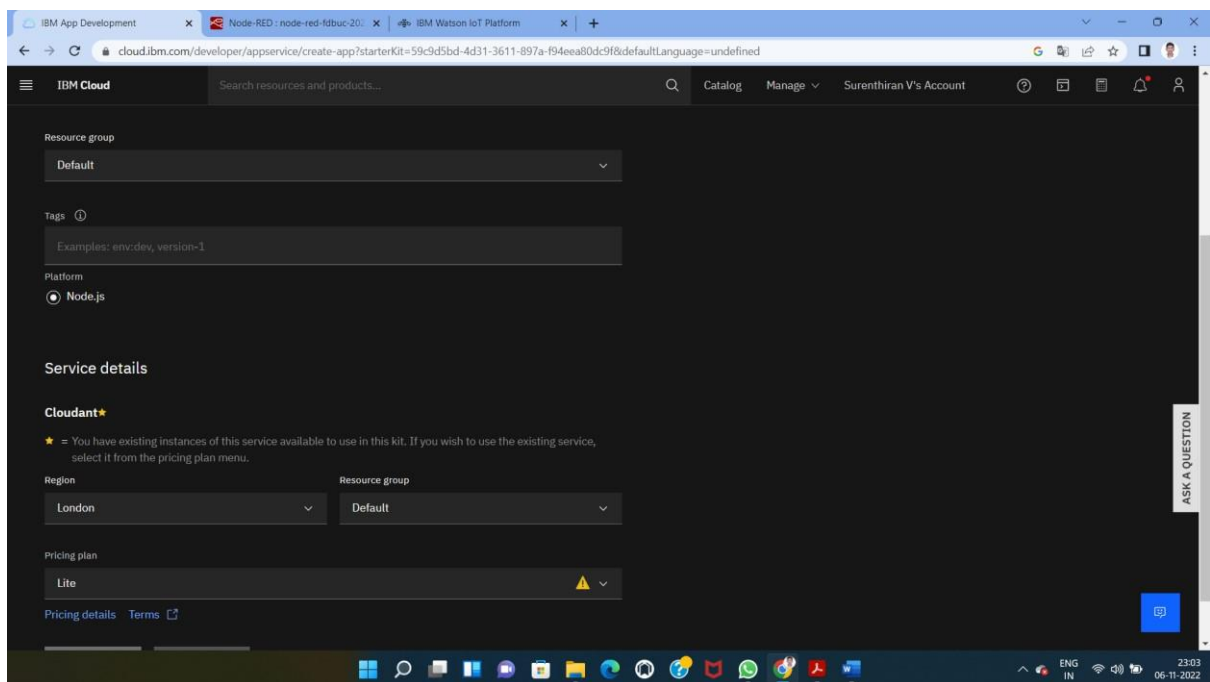 IBM App Development
Node-RED : node-red-fdbuc-202
IBM Watson IoT Platform
cloud.ibm.com/developer/appservice/create-app?starterKit=59c9d5bd-4d31-3611-897a-f94eea80dc9f&defaultLanguage=undefined
IBM Cloud
Search resources and products...
Catalog
Manage
Surenthiran V's Account
Resource group
Default
Tags
Examples: env:dev, version-1
Platform
Node.js
Service details
Cloudant
= You have existing instances of this service available to use in this kit. If you wish to use the existing service,
select it from the pricing plan menu.
Region
Resource group
London
Default
Pricing plan
Lite
Pricing details Terms
ASK A QUESTION
ENG
IN
23:03
06-11-2022